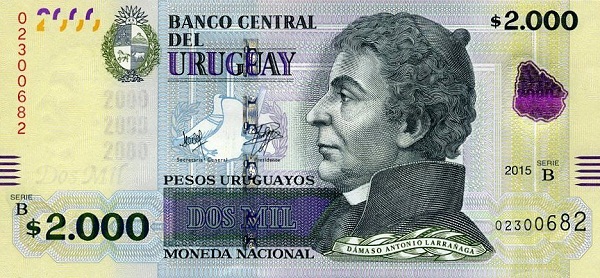 02300682
2000
BANCO CENTRAL
DEL
URUGUAY
$2.000
2000
2000
2000
Dos Mil
Secretario General
Presidente
PESOS URUGUAYOS
2015
SERIE
B
SERIE
B
$2.000
DOS MIL
MONEDA NACIONAL
DÁMASO ANTONIO LARRAÑAGA
02300682